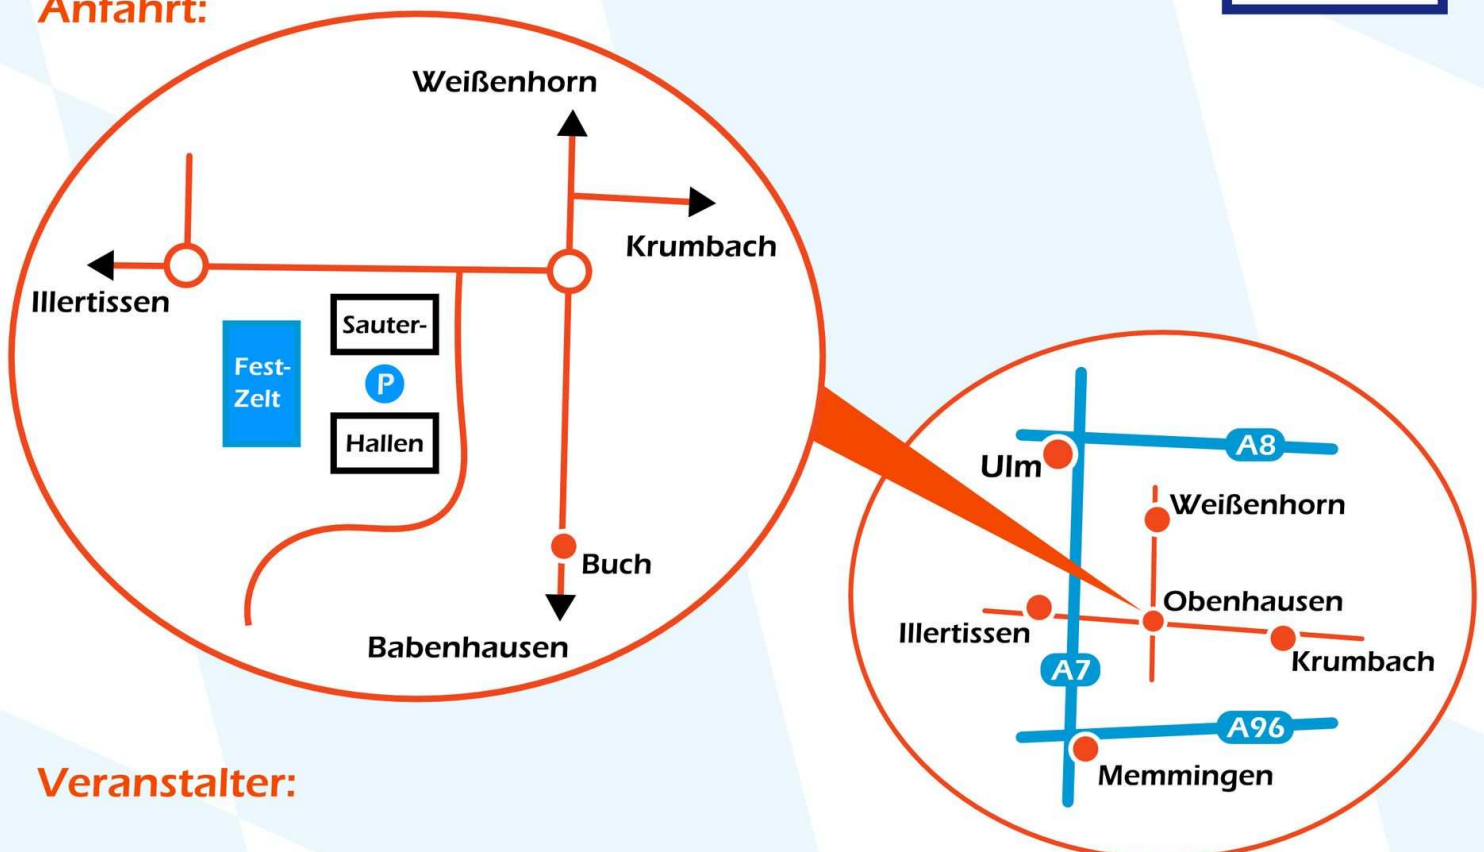 Anfahrt:
Weißenhorn
Krumbach
Illertissen
Sauter-
Fest-
Zelt
P
Hallen
Buch
Babenhausen
A8
Ulm
Weißenhorn
Obenhausen
Illertissen
Krumbach
A7
A96
Memmingen
Veranstalter: